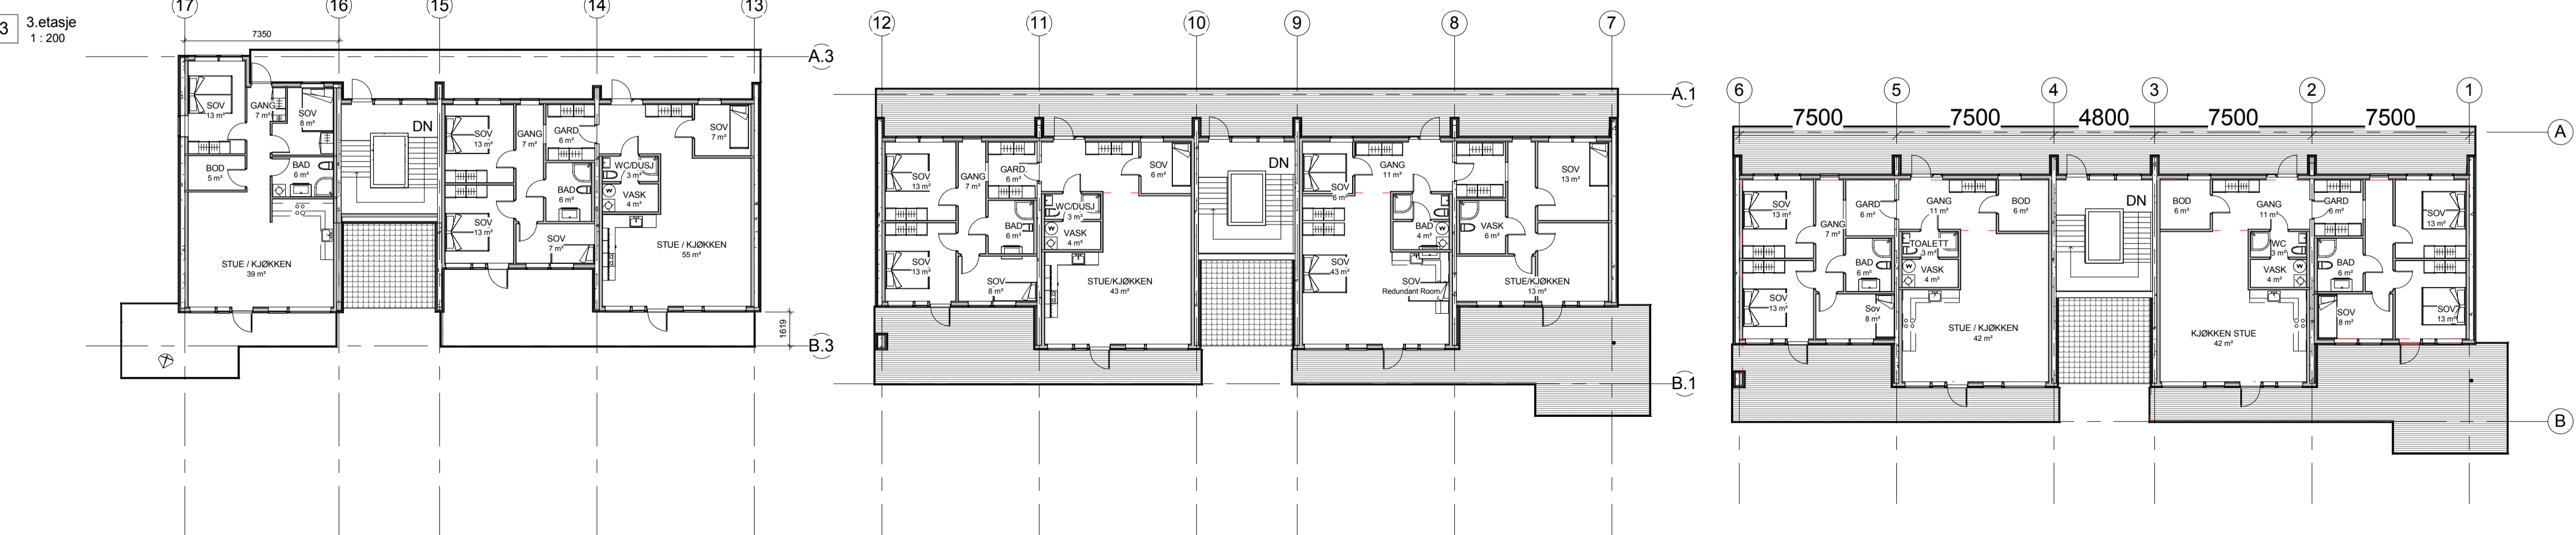 3
3.etasje
1 : 200
17
16
15
14
13
7350
A.3
B.3
1619
SOV
13 m²
GANG
7 m²
SOV
8 m²
BOD
5 m²
BAD
6 m²
STUE / KJØKKEN
39 m²
DN
SOV
13 m²
GANG
7 m²
GARD.
6 m²
SOV
7 m²
WC/DUSJ
3 m²
W
VASK
4 m²
BAD
6 m²
SOV
13 m²
SOV
7 m²
STUE / KJØKKEN
55 m²
12
11
10
9
8
7
A.1
B.1
SOV
13 m²
GANG
7 m²
GARD.
6 m²
SOV
6 m²
WC/DUSJ
3 m²
W
VASK
4 m²
BAD
6 m²
SOV
13 m²
SOV
8 m²
STUE/KJØKKEN
43 m²
DN
SOV
6 m²
GANG
11 m²
BAD
4 m²
W
VASK
6 m²
SOV
13 m²
SOV
43 m²
SOV
Redundant Room
STUE/KJØKKEN
13 m²
6
5
4
3
2
1
7500
7500
4800
7500
7500
A
B
SOV
13 m²
GANG
7 m²
GARD
6 m²
GANG
11 m²
BOD
6 m²
TOALETT
3 m²
W
VASK
4 m²
BAD
6 m²
SOV
13 m²
Sov
8 m²
STUE / KJØKKEN
42 m²
DN
BOD
6 m²
GANG
11 m²
GARD
6 m²
SOV
13 m²
WC
3 m²
VASK
4 m²
W
BAD
6 m²
SOV
8 m²
SOV
13 m²
KJØKKEN STUE
42 m²